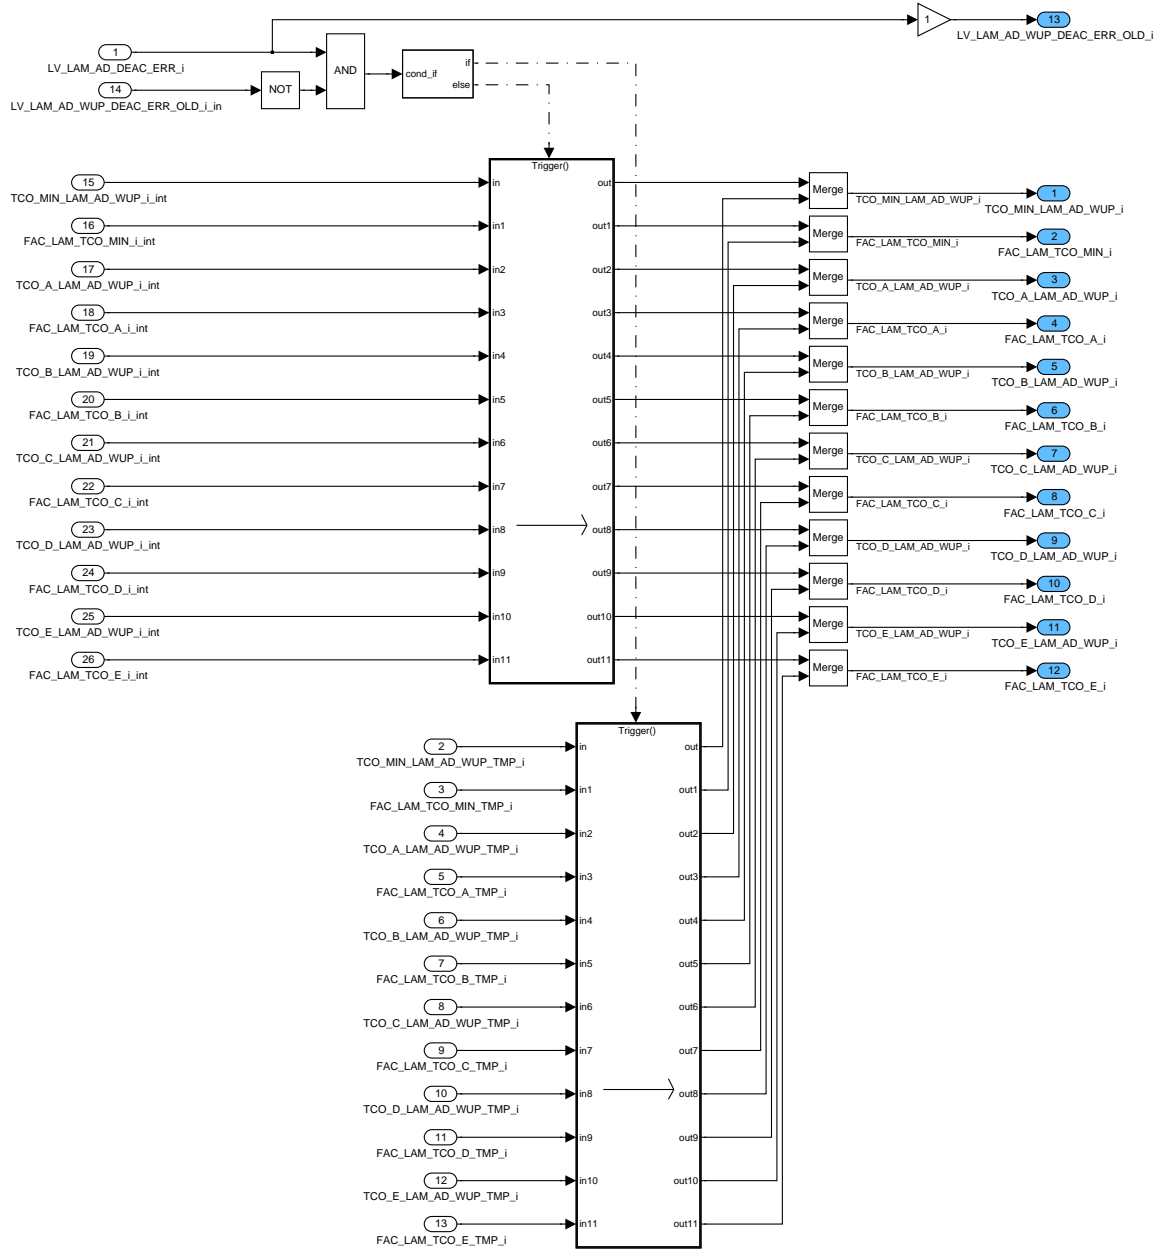 1
13
LV_LAM_AD_WUP_DEAC_ERR_OLD_i
1
LV_LAM_AD_DEAC_ERR_i
14
LV_LAM_AD_WUP_DEAC_ERR_OLD_i_in
NOT
AND
cond_if
if
else
Trigger()
15
TCO_MIN_LAM_AD_WUP_i_int
in
out
Merge
TCO_MIN_LAM_AD_WUP_i
1
TCO_MIN_LAM_AD_WUP_i
16
FAC_LAM_TCO_MIN_i_int
in1
out1
Merge
FAC_LAM_TCO_MIN_i
2
FAC_LAM_TCO_MIN_i
17
TCO_A_LAM_AD_WUP_i_int
in2
out2
Merge
TCO_A_LAM_AD_WUP_i
3
TCO_A_LAM_AD_WUP_i
18
FAC_LAM_TCO_A_i_int
in3
out3
Merge
FAC_LAM_TCO_A_i
4
FAC_LAM_TCO_A_i
19
TCO_B_LAM_AD_WUP_i_int
in4
out4
Merge
TCO_B_LAM_AD_WUP_i
5
TCO_B_LAM_AD_WUP_i
20
FAC_LAM_TCO_B_i_int
in5
out5
Merge
FAC_LAM_TCO_B_i
6
FAC_LAM_TCO_B_i
21
TCO_C_LAM_AD_WUP_i_int
in6
out6
Merge
TCO_C_LAM_AD_WUP_i
7
TCO_C_LAM_AD_WUP_i
22
FAC_LAM_TCO_C_i_int
in7
out7
Merge
FAC_LAM_TCO_C_i
8
FAC_LAM_TCO_C_i
23
TCO_D_LAM_AD_WUP_i_int
in8
out8
Merge
TCO_D_LAM_AD_WUP_i
9
TCO_D_LAM_AD_WUP_i
24
FAC_LAM_TCO_D_i_int
in9
out9
Merge
FAC_LAM_TCO_D_i
10
FAC_LAM_TCO_D_i
25
TCO_E_LAM_AD_WUP_i_int
in10
out10
Merge
TCO_E_LAM_AD_WUP_i
11
TCO_E_LAM_AD_WUP_i
26
FAC_LAM_TCO_E_i_int
in11
out11
Merge
FAC_LAM_TCO_E_i
12
FAC_LAM_TCO_E_i
Trigger()
2
TCO_MIN_LAM_AD_WUP_TMP_i
in
out
3
FAC_LAM_TCO_MIN_TMP_i
in1
out1
4
TCO_A_LAM_AD_WUP_TMP_i
in2
out2
5
FAC_LAM_TCO_A_TMP_i
in3
out3
6
TCO_B_LAM_AD_WUP_TMP_i
in4
out4
7
FAC_LAM_TCO_B_TMP_i
in5
out5
8
TCO_C_LAM_AD_WUP_TMP_i
in6
out6
9
FAC_LAM_TCO_C_TMP_i
in7
out7
10
TCO_D_LAM_AD_WUP_TMP_i
in8
out8
11
FAC_LAM_TCO_D_TMP_i
in9
out9
12
TCO_E_LAM_AD_WUP_TMP_i
in10
out10
13
FAC_LAM_TCO_E_TMP_i
in11
out11